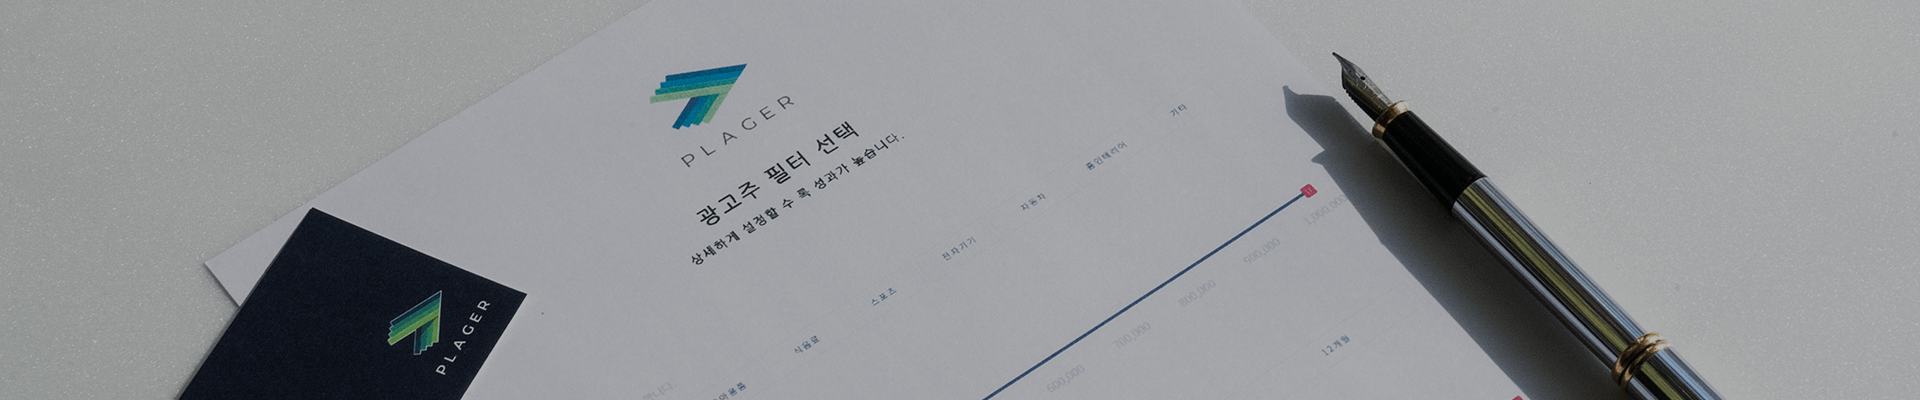 PLAGER
광고주 필터 선택
상세하게 설정할 수 록 성과가 높습니다.
기타
홈인테리어
자동차
전자기기
스포츠
식음료
1,060,000
900,000
800,000
700,000
600,000
12개월
PLAGER